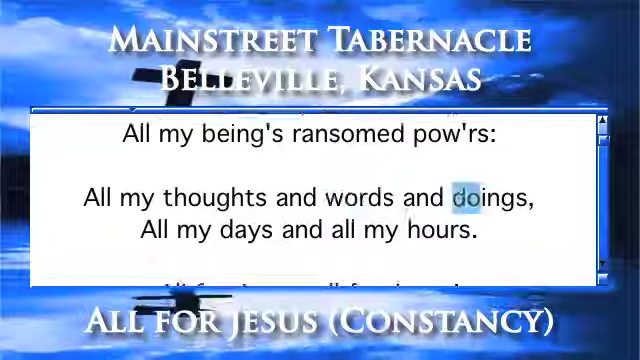 Mainstreet Tabernacle
Belleville, Kansas
All my being's ransomed pow'rs:
All my thoughts and words and doings,
All my days and all my hours.
All for Jesus (Constancy)